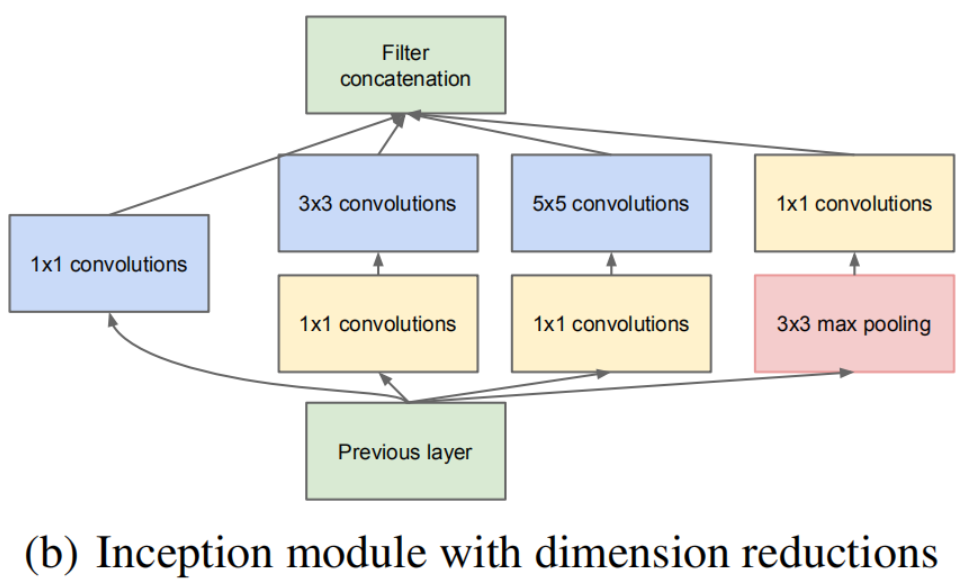 Filter
concatenation
3x3 convolutions
5x5 convolutions
1x1 convolutions
1x1 convolutions
1x1 convolutions
1x1 convolutions
3x3 max pooling
Previous layer
(b) Inception module with dimension reductions